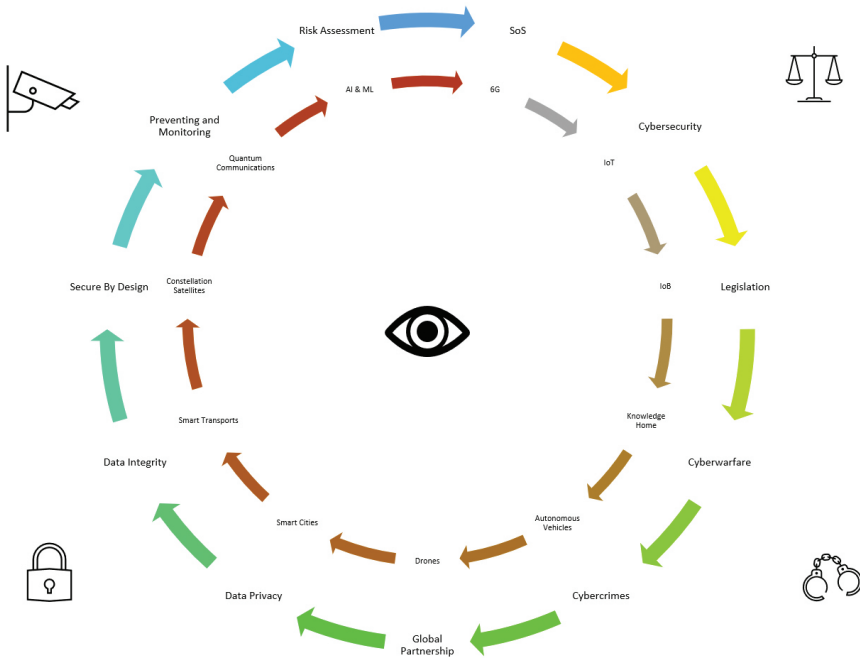 Risk Assessment
SoS
AI & ML
6G
Preventing and
Monitoring
Cybersecurity
Quantum
Communications
IoT
Secure By Design
Constellation
Satellites
IoB
Legislation
Smart Transports
Knowledge
Home
Data Integrity
Cyberwarfare
Smart Cities
Autonomous
Vehicles
Drones
Data Privacy
Cybercrimes
Global
Partnership